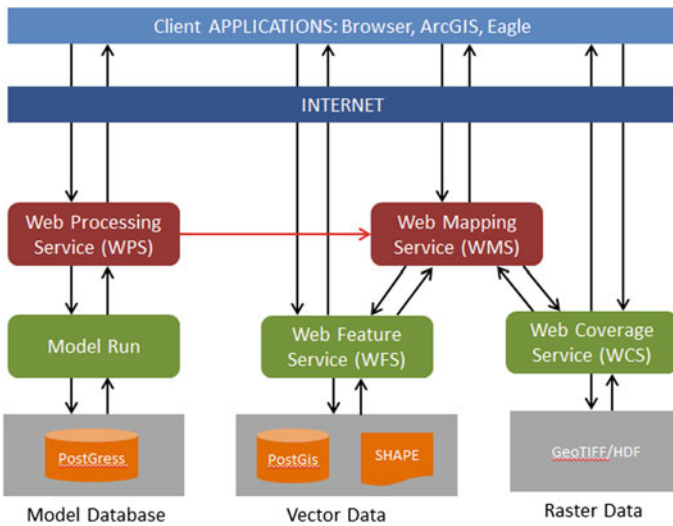 Client APPLICATIONS: Browser, ArcGIS, Eagle
INTERNET
Web Processing
Service (WPS)
Web Mapping
Service (WMS)
Model Run
Web Feature
Service (WFS)
Web Coverage
Service (WCS)
PostGress
PostGis
SHAPE
GeoTIFF/HDF
Model Database
Vector Data
Raster Data